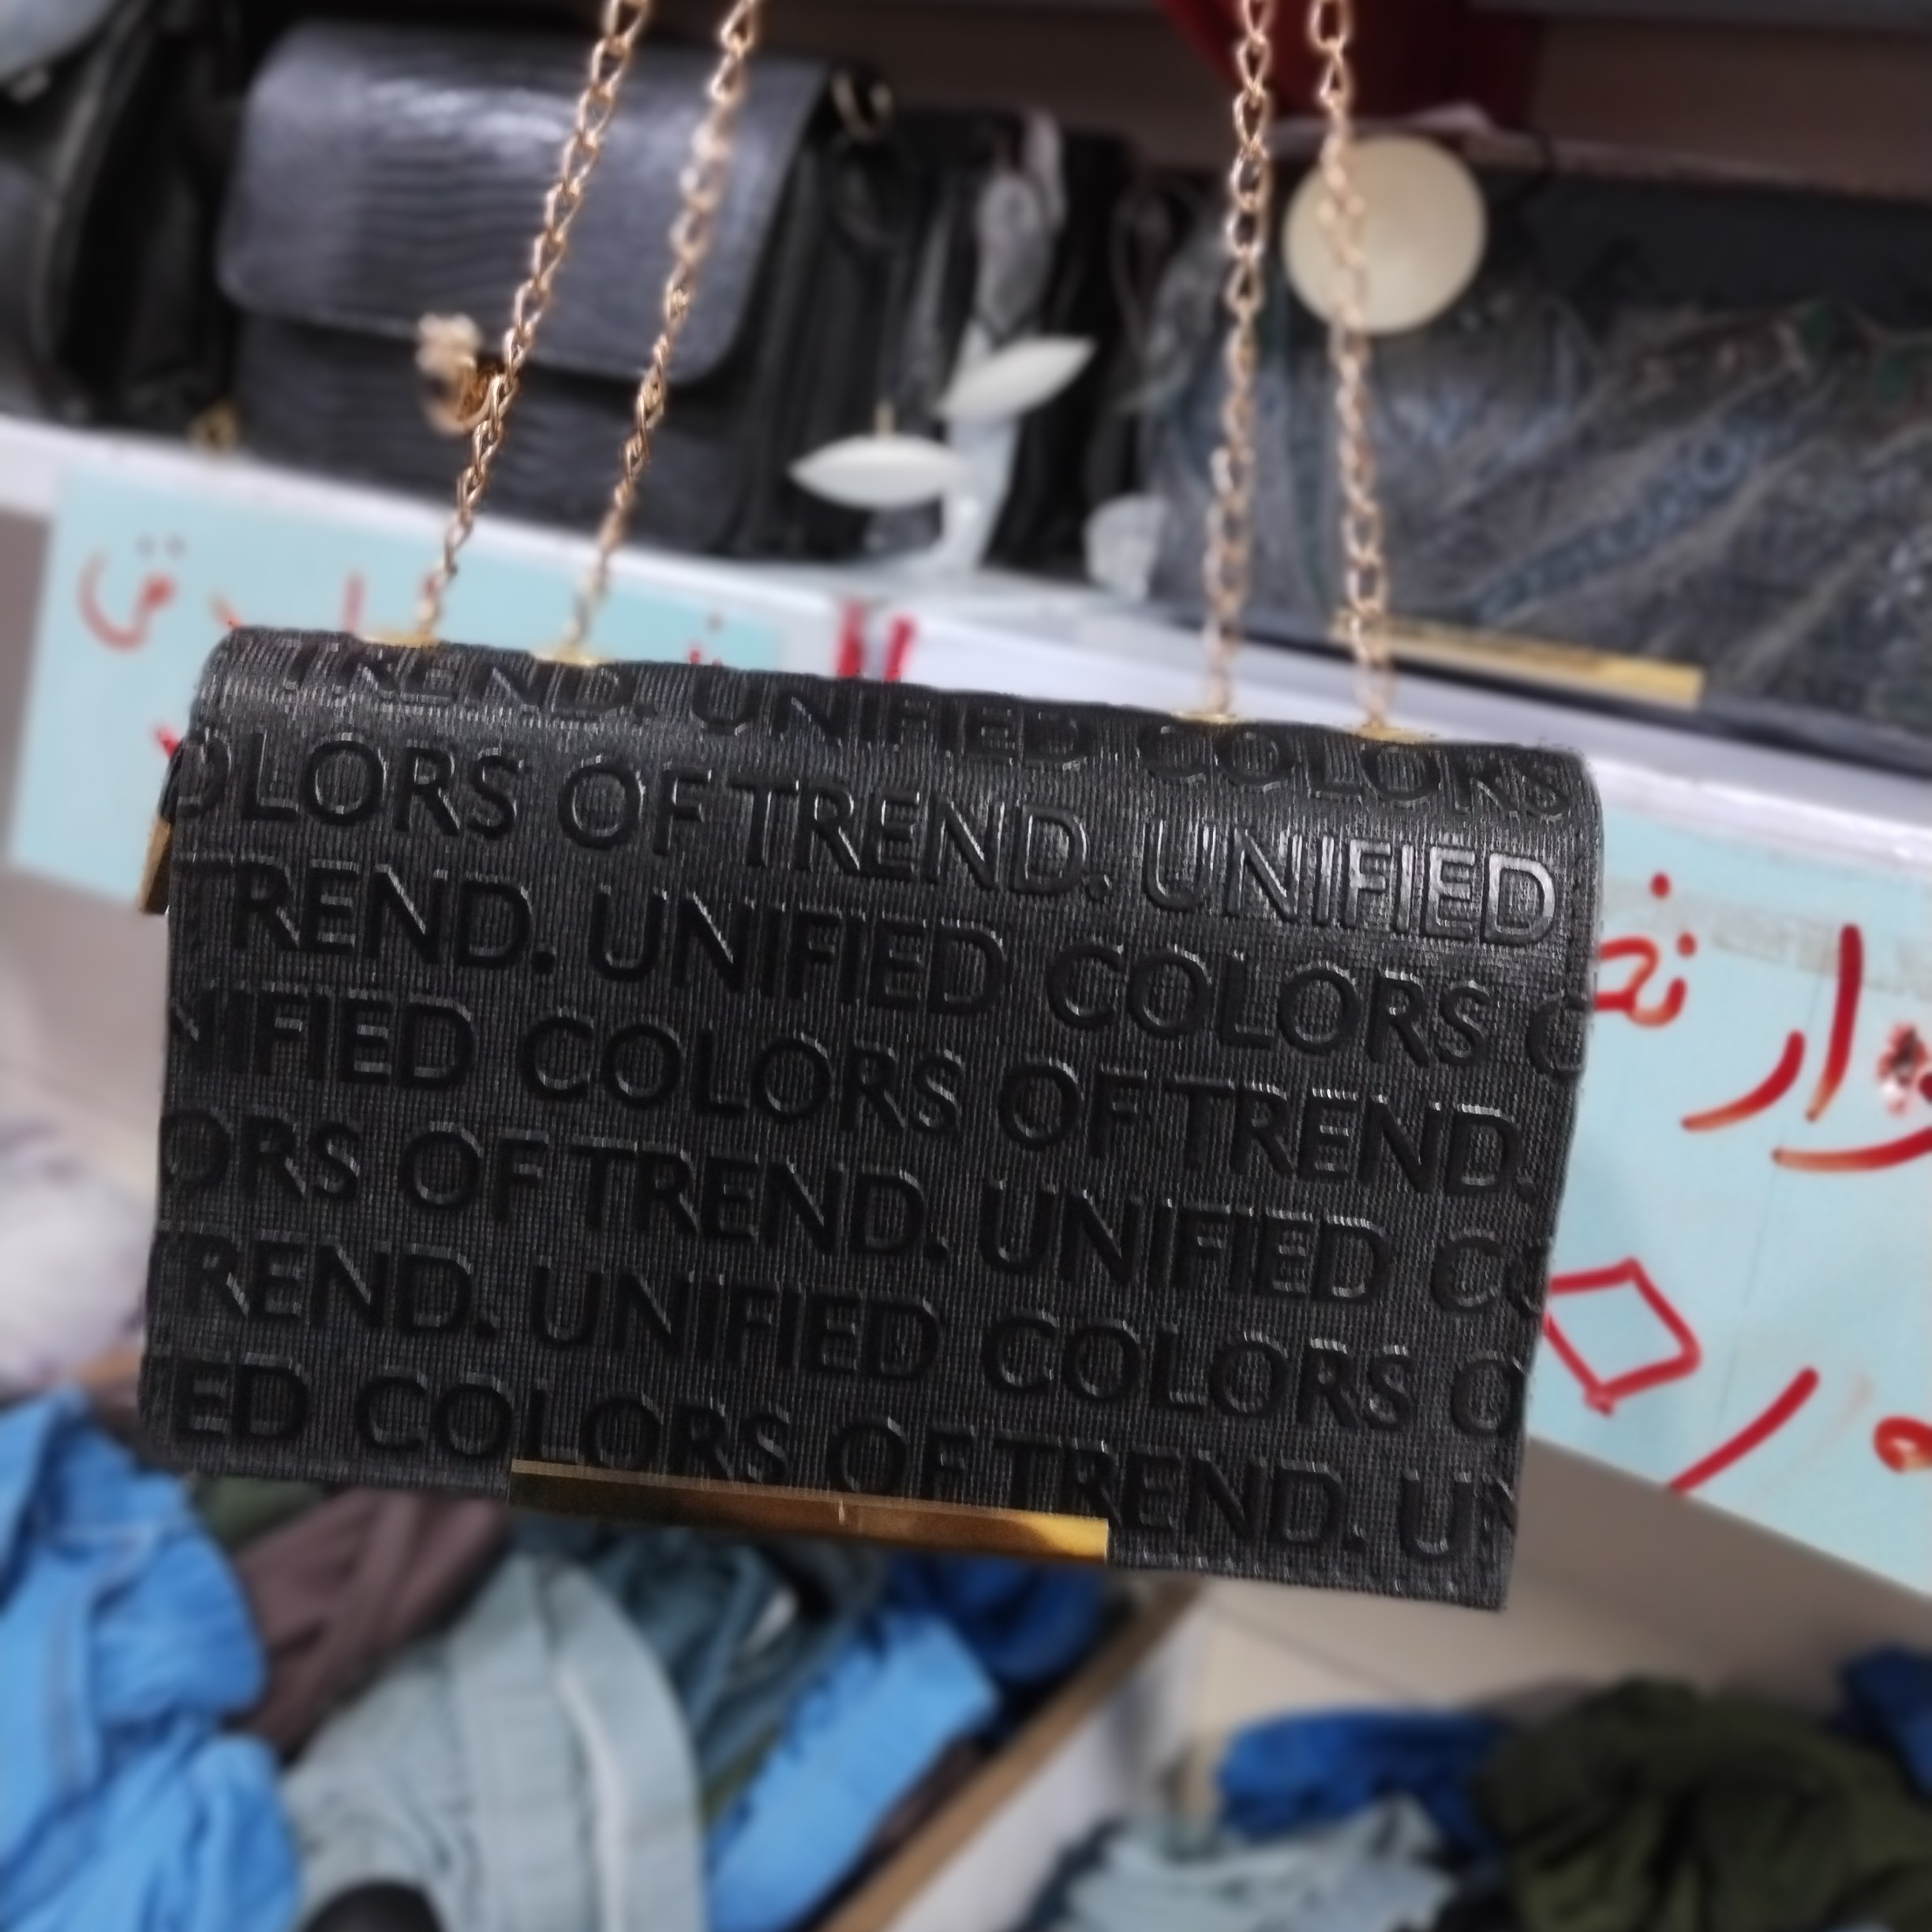 TREND. UNIFIED COLORS
OLORS OF TREND. UNIFIED
TREND. UNIFIED COLORS O
NIFIED COLORS OF TREND.
ORS OF TREND. UNIFIED CO
TREND. UNIFIED COLORS O
ED COLORS OF TREND. UN